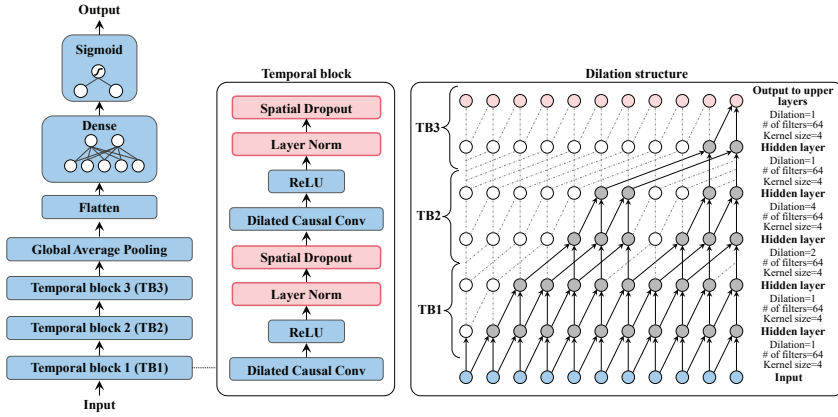 Output
Sigmoid
Dense
Flatten
Global Average Pooling
Temporal block 3 (TB3)
Temporal block 2 (TB2)
Temporal block 1 (TB1)
Input
Temporal block
Spatial Dropout
Layer Norm
ReLU
Dilated Causal Conv
Spatial Dropout
Layer Norm
ReLU
Dilated Causal Conv
Dilation structure
TB3
TB2
TB1
Output to upper
layers
Dilation=1
# of filters=64
Kernel size=4
Hidden layer
Dilation=1
# of filters=64
Kernel size=4
Hidden layer
Dilation=4
# of filters=64
Kernel size=4
Hidden layer
Dilation=2
# of filters=64
Kernel size=4
Hidden layer
Dilation=1
# of filters=64
Kernel size=4
Hidden layer
Dilation=1
# of filters=64
Kernel size=4
Input